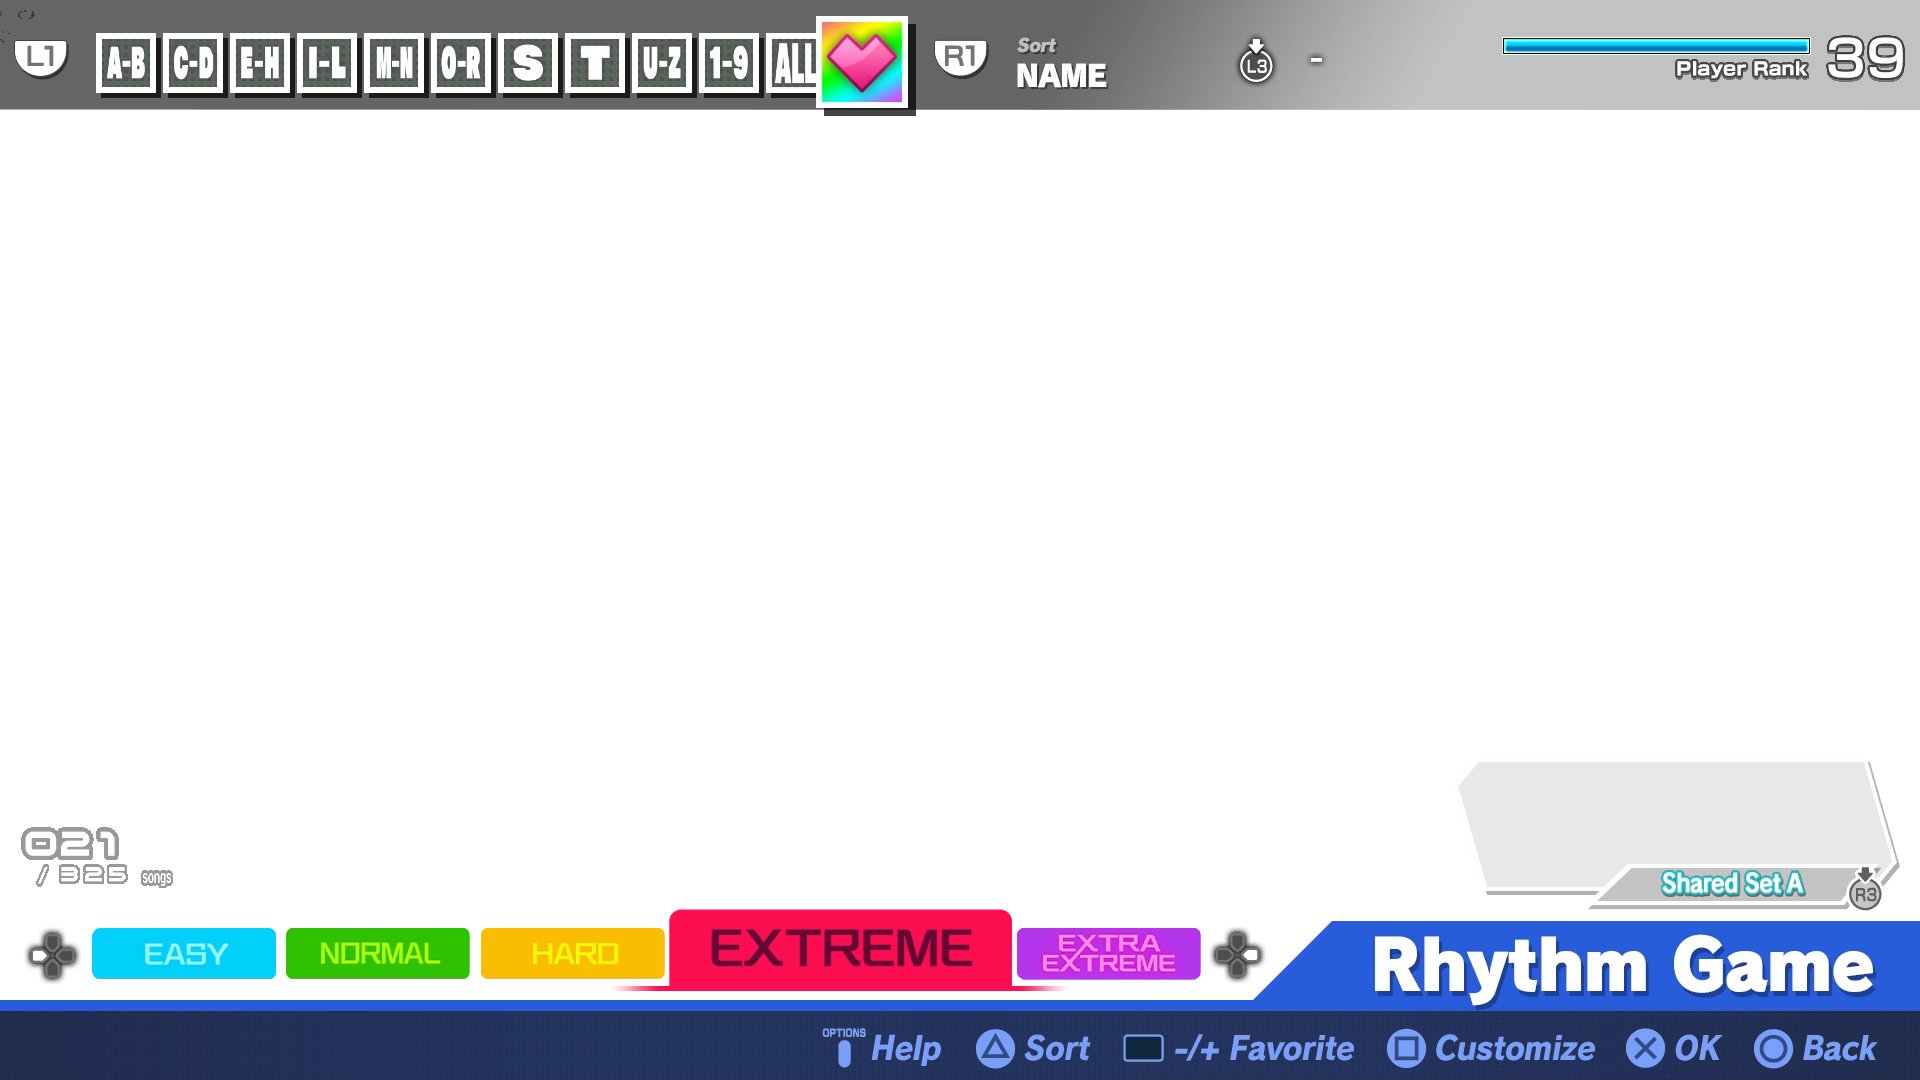 L1 A-B C-D E-H I-L M-N O-R S T U-Z 1-9 ALL R1
Sort
NAME
L3 -
Player Rank 39
021
/325 songs
Shared Set A R3
EASY NORMAL HARD EXTREME EXTRA EXTREME
Rhythm Game
OPTIONS Help Sort -/+ Favorite Customize OK Back